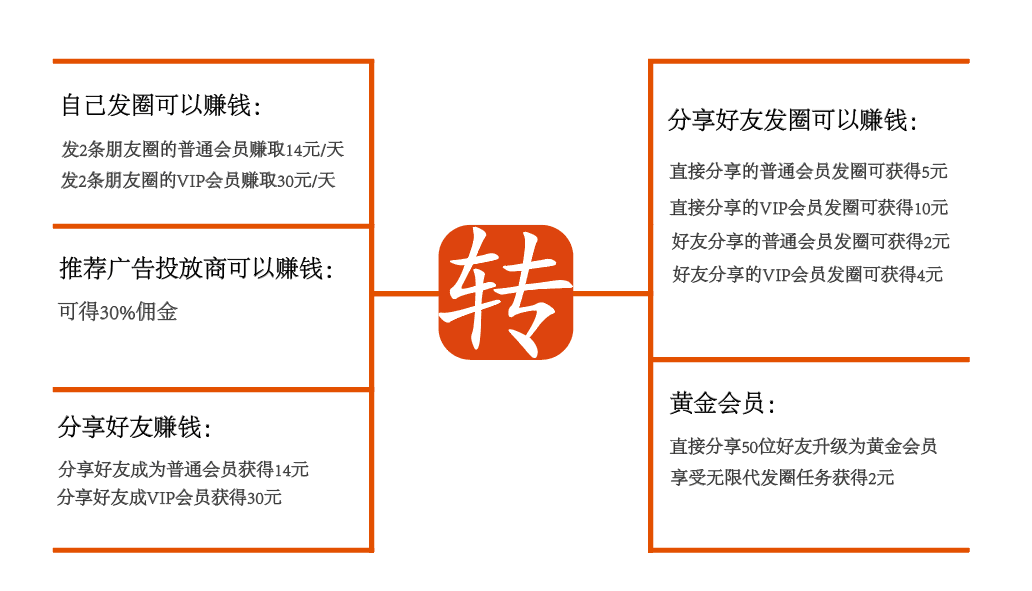 自己发圈可以赚钱：
发2条朋友圈的普通会员赚取14元/天
发2条朋友圈的VIP会员赚取30元/天
推荐广告投放商可以赚钱：
可得30%佣金
分享好友赚钱：
分享好友成为普通会员获得14元
分享好友成VIP会员获得30元
转
分享好友发圈可以赚钱：
直接分享的普通会员发圈可获得5元
直接分享的VIP会员发圈可获得10元
好友分享的普通会员发圈可获得2元
好友分享的VIP会员发圈可获得4元
黄金会员：
直接分享50位好友升级为黄金会员
享受无限代发圈任务获得2元